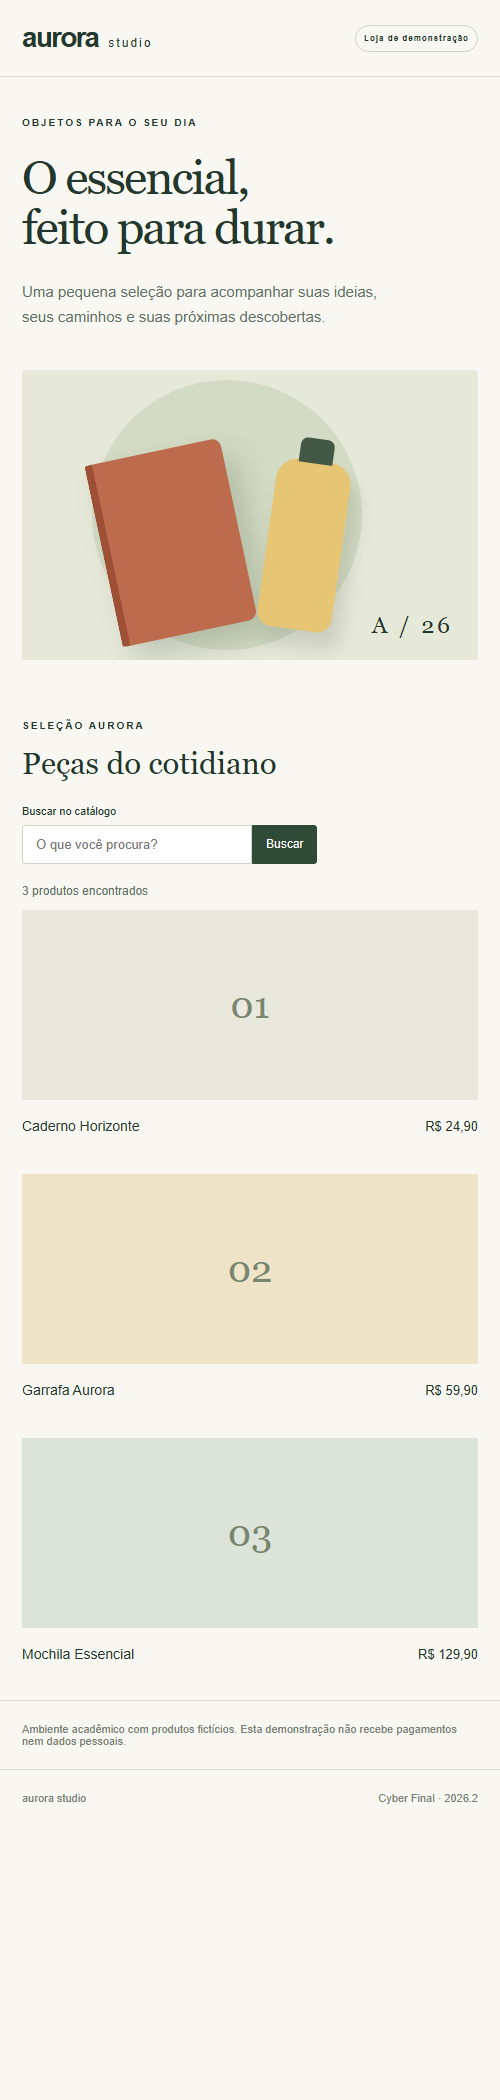 aurora studio
Loja de demonstração
OBJETOS PARA O SEU DIA
O essencial,
feito para durar.
Uma pequena seleção para acompanhar suas ideias,
seus caminhos e suas próximas descobertas.
A / 26
SELEÇÃO AURORA
Peças do cotidiano
Buscar no catálogo
O que você procura?
Buscar
3 produtos encontrados
01
Caderno Horizonte
R$ 24,90
02
Garrafa Aurora
R$ 59,90
03
Mochila Essencial
R$ 129,90
Ambiente acadêmico com produtos fictícios. Esta demonstração não recebe pagamentos
nem dados pessoais.
aurora studio
Cyber Final · 2026.2